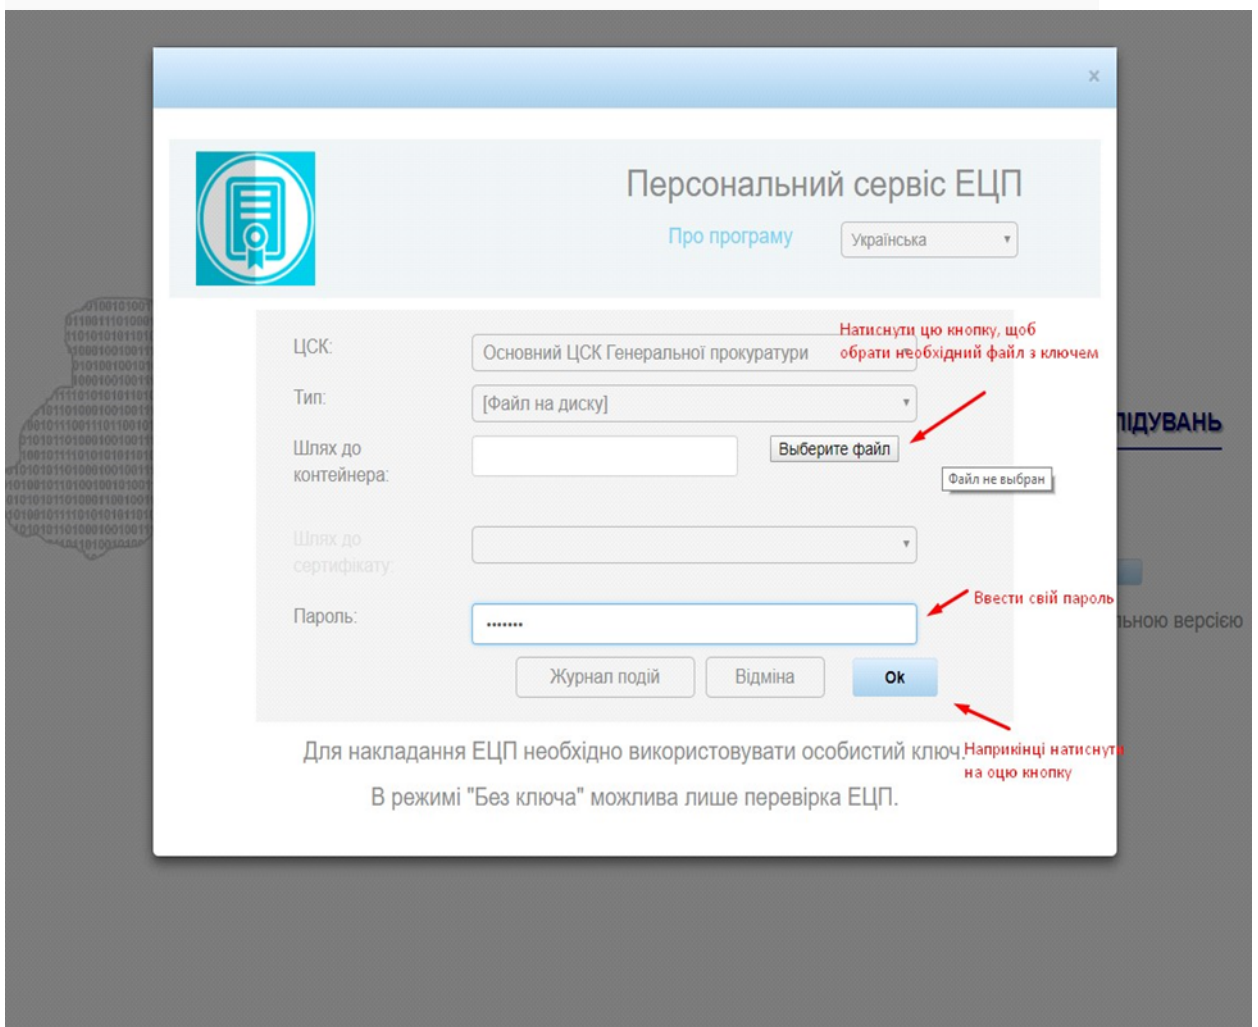 ×
Персональний сервіс ЕЦП
Про програму
Українська
Натиснути цю кнопку, щоб
обрати необхідний файл з ключем
ЦСК:
Основний ЦСК Генеральної прокуратури
Тип:
[Файл на диску]
Шлях до
контейнера:
Выберите файл
Файл не выбран
ЛІДУВАНЬ
Шлях до
сертифікату:
Пароль:
•••••••
Ввести свій пароль
льною версією
Журнал подій
Відміна
Ok
Наприкінці натиснути
на оцю кнопку
Для накладання ЕЦП необхідно використовувати особистий ключ.
В режимі "Без ключа" можлива лише перевірка ЕЦП.